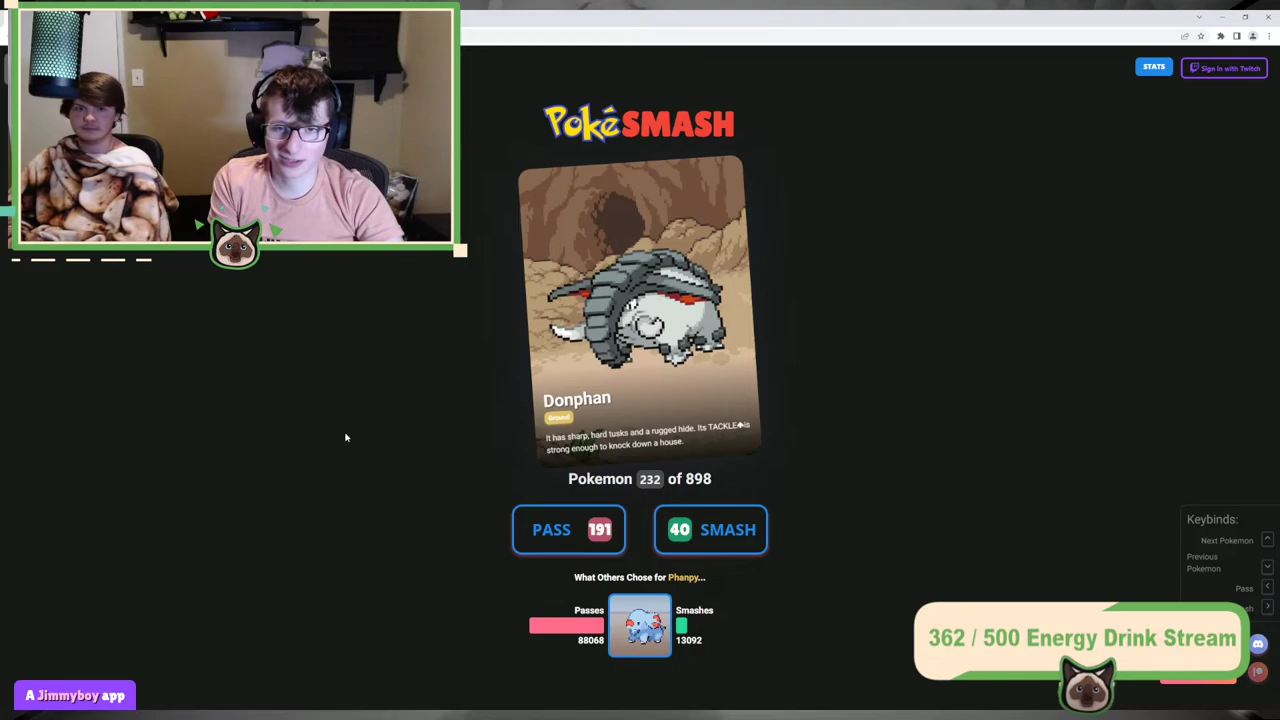 STATS
Sign in with Twitch
PokéSMASH
Donphan
Ground
It has sharp, hard tusks and a rugged hide. Its TACKLE is
strong enough to knock down a house.
Pokemon 232 of 898
PASS 191
40 SMASH
What Others Chose for Phanpy...
Passes
88068
Smashes
13092
Keybinds:
Next Pokemon
Previous
Pokemon
Pass
362 / 500 Energy Drink Stream
A Jimmyboy app